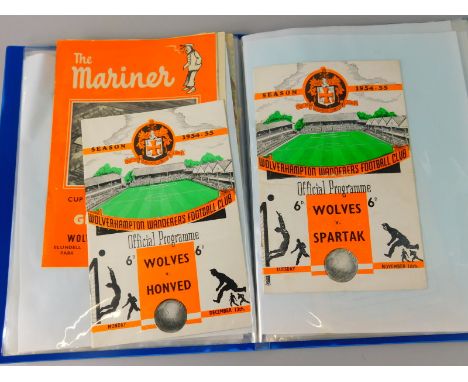 The
Mariner
CUP
G
WOL
BLUNDELL
PARK
SEASON 1954-55
WOLVERHAMPTON WANDERERS FOOTBALL CLUB
Official Programme
6D 6D
WOLVES
v.
HONVED
MONDAY DECEMBER 13th.
SEASON 1954-55
WOLVERHAMPTON WANDERERS FOOTBALL CLUB
Official Programme
6D 6D
WOLVES
v.
SPARTAK
TUESDAY NOVEMBER 16th.